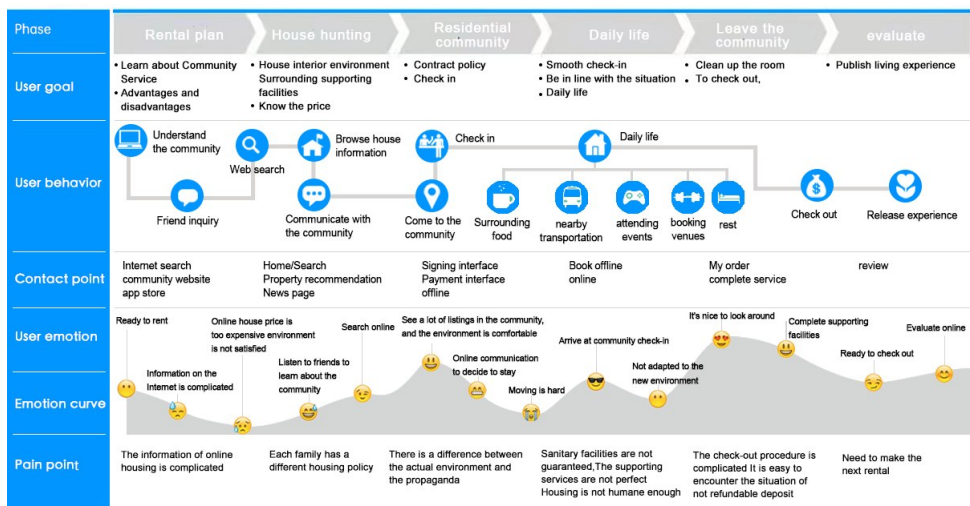 Phase
Rental plan
House hunting
Residential
community
Daily life
Leave the
community
evaluate
User goal
• Learn about Community
Service
• Advantages and
disadvantages
• House interior environment
Surrounding supporting
facilities
• Know the price
• Contract policy
• Check in
• Smooth check-in
• Be in line with the situation
• Daily life
• Clean up the room
• To check out,
• Publish living experience
User behavior
Understand
the community
Friend inquiry
Web search
Browse house
information
Communicate with
the community
Check in
Come to the
community
Daily life
Surrounding
food
nearby
transportation
attending
events
booking
venues
rest
Check out
Release experience
Contact point
Internet search
community website
app store
Home/Search
Property recommendation
News page
Signing interface
Payment interface
offline
Book offline
online
My order
complete service
review
User emotion
Emotion curve
Ready to rent
Information on the
Internet is complicated
Online house price is
too expensive environment
is not satisfied
Listen to friends to
learn about the
community
Search online
See a lot of listings in the community,
and the environment is comfortable
Online communication
to decide to stay
Moving is hard
Arrive at community check-in
Not adapted to the
new environment
It's nice to look around
Complete supporting
facilities
Ready to check out
Evaluate online
Pain point
The information of online
housing is complicated
Each family has a
different housing policy
There is a difference between
the actual environment and
the propaganda
Sanitary facilities are not
guaranteed,The supporting
services are not perfect
Housing is not humane enough
The check-out procedure is
complicated It is easy to
encounter the situation of
not refundable deposit
Need to make the
next rental